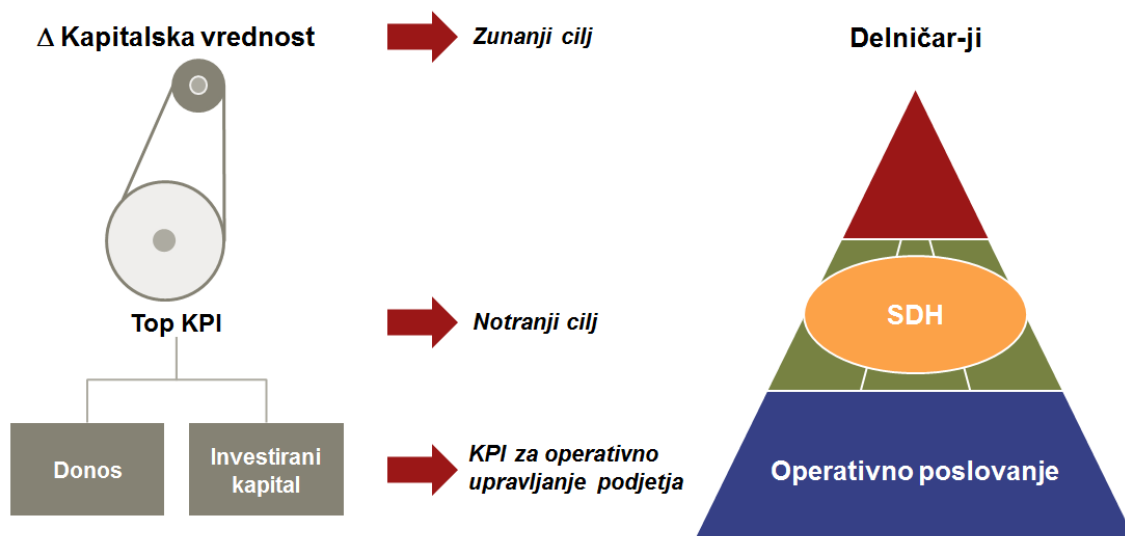 Δ Kapitalska vrednost
Zunanji cilj
Delničar-ji
Top KPI
Notranji cilj
SDH
Donos
Investirani
kapital
KPI za operativno
upravljanje podjetja
Operativno poslovanje